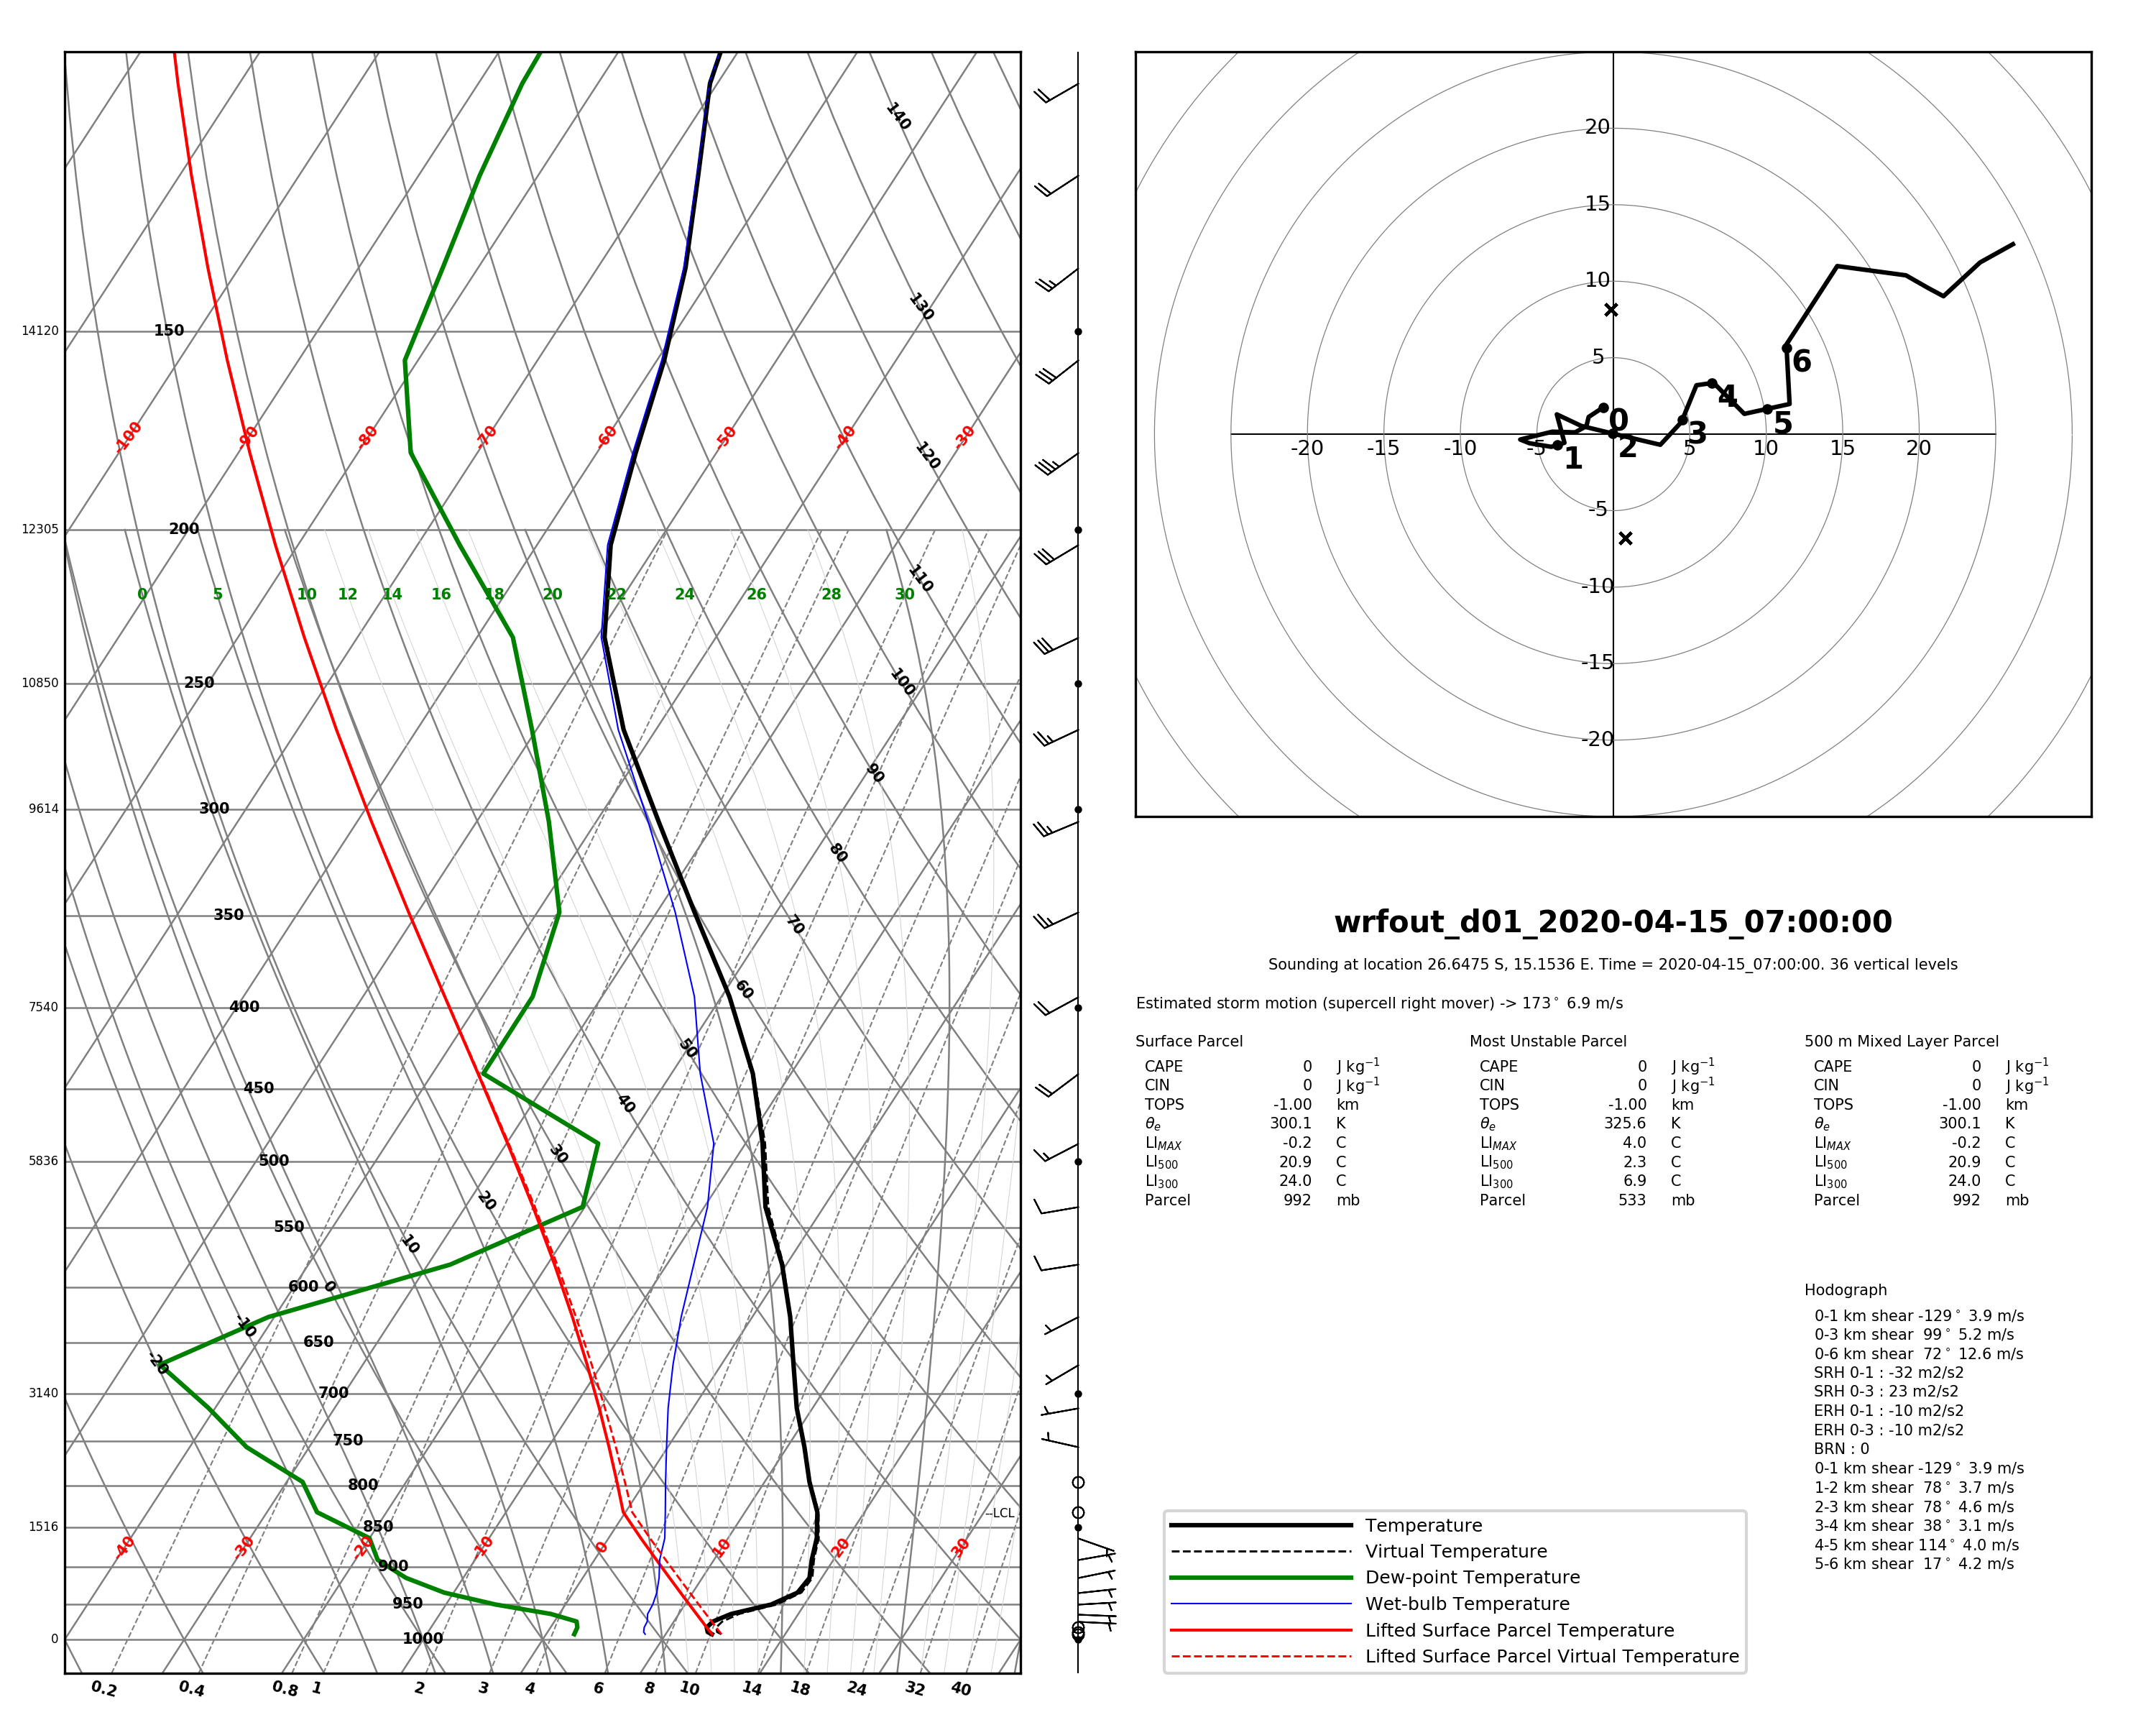 140
130
120
110
100
90
80
70
60
50
40
30
20
10
0
-10
-20
14120 150
-100 -90 -80 -70 -60 -50 -40 -30
12305 200
0 5 10 12 14 16 18 20 22 24 26 28 30
10850 250
9614 300
350
7540 400
450
5836 500
550
600
650
3140 700
750
800
--LCL
1516 850
-40 -30 -20 -10 0 10 20 30
900
950
0 1000
0.2 0.4 0.8 1 2 3 4 6 8 10 14 18 24 32 40
20
15
10
5
-5
-10
-15
-20
-20 -15 -10 -5 5 10 15 20
0 1 2 3 4 5 6
wrfout_d01_2020-04-15_07:00:00
Sounding at location 26.6475 S, 15.1536 E. Time = 2020-04-15_07:00:00. 36 vertical levels
Estimated storm motion (supercell right mover) -> 173° 6.9 m/s
Surface Parcel
CAPE 0 J kg⁻¹
CIN 0 J kg⁻¹
TOPS -1.00 km
θₑ 300.1 K
LI_MAX -0.2 C
LI₅₀₀ 20.9 C
LI₃₀₀ 24.0 C
Parcel 992 mb
Most Unstable Parcel
CAPE 0 J kg⁻¹
CIN 0 J kg⁻¹
TOPS -1.00 km
θₑ 325.6 K
LI_MAX 4.0 C
LI₅₀₀ 2.3 C
LI₃₀₀ 6.9 C
Parcel 533 mb
500 m Mixed Layer Parcel
CAPE 0 J kg⁻¹
CIN 0 J kg⁻¹
TOPS -1.00 km
θₑ 300.1 K
LI_MAX -0.2 C
LI₅₀₀ 20.9 C
LI₃₀₀ 24.0 C
Parcel 992 mb
Hodograph
0-1 km shear -129° 3.9 m/s
0-3 km shear 99° 5.2 m/s
0-6 km shear 72° 12.6 m/s
SRH 0-1 : -32 m2/s2
SRH 0-3 : 23 m2/s2
ERH 0-1 : -10 m2/s2
ERH 0-3 : -10 m2/s2
BRN : 0
0-1 km shear -129° 3.9 m/s
1-2 km shear 78° 3.7 m/s
2-3 km shear 78° 4.6 m/s
3-4 km shear 38° 3.1 m/s
4-5 km shear 114° 4.0 m/s
5-6 km shear 17° 4.2 m/s
Temperature
Virtual Temperature
Dew-point Temperature
Wet-bulb Temperature
Lifted Surface Parcel Temperature
Lifted Surface Parcel Virtual Temperature